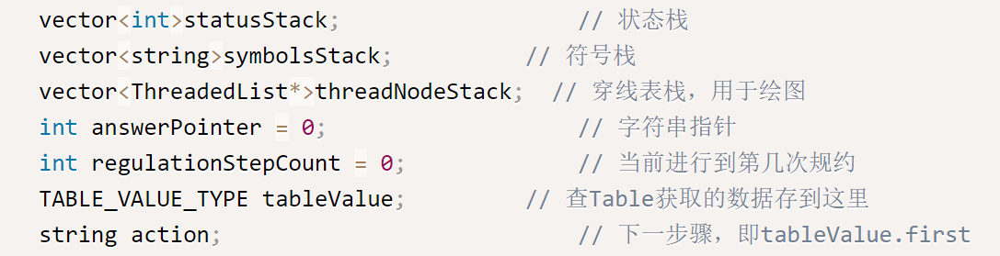 vector<int>statusStack; // 状态栈
vector<string>symbolsStack; // 符号栈
vector<ThreadedList*>threadNodeStack; // 穿线表栈，用于绘图
int answerPointer = 0; // 字符串指针
int regulationStepCount = 0; // 当前进行到第几次规约
TABLE_VALUE_TYPE tableValue; // 查Table获取的数据存到这里
string action; // 下一步骤，即tableValue.first